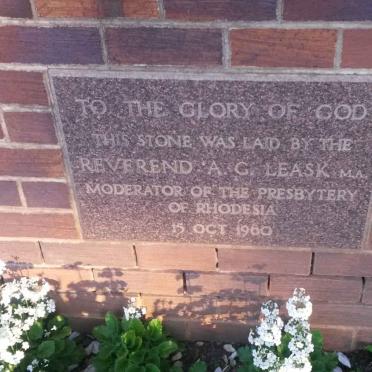 TO THE GLORY OF GOD
THIS STONE WAS LAID BY THE
REVEREND A. G. LEASK M.A.
MODERATOR OF THE PRESBYTERY
OF RHODESIA
15 OCT 1960